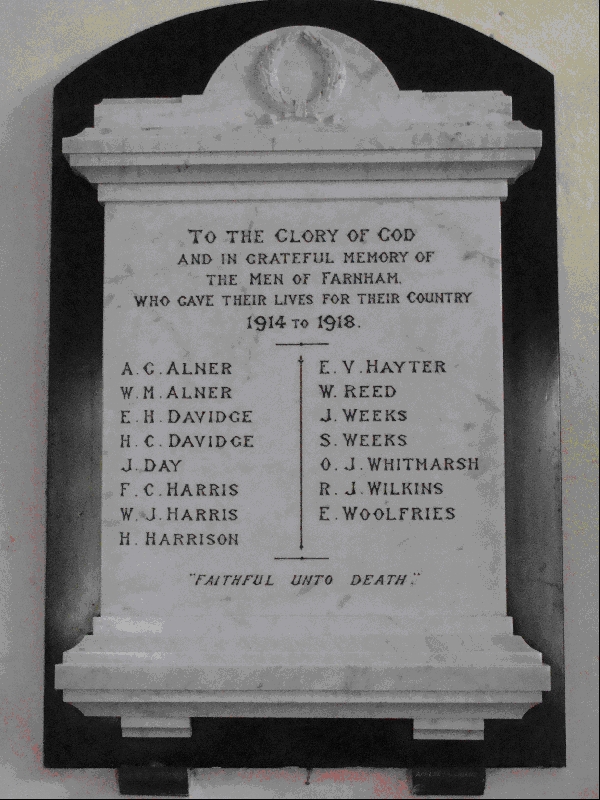 TO THE GLORY OF GOD
AND IN GRATEFUL MEMORY OF
THE MEN OF FARNHAM,
WHO GAVE THEIR LIVES FOR THEIR COUNTRY
1914 TO 1918.
A. G. ALNER
W. M. ALNER
E. H. DAVIDGE
H. C. DAVIDGE
J. DAY
F. C. HARRIS
W. J. HARRIS
H. HARRISON
E. V. HAYTER
W. REED
J. WEEKS
S. WEEKS
O. J. WHITMARSH
R. J. WILKINS
E. WOOLFRIES
"FAITHFUL UNTO DEATH."